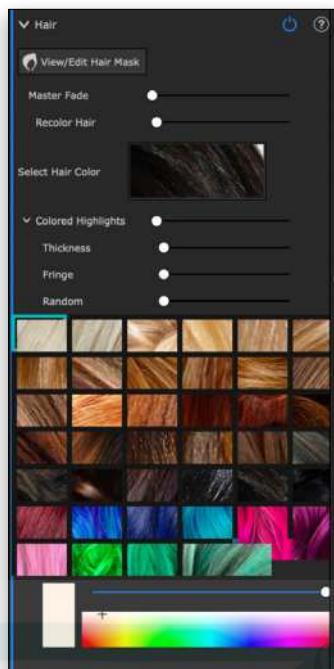 Hair
View/Edit Hair Mask
Master Fade
Recolor Hair
Select Hair Color
Colored Highlights
Thickness
Fringe
Random